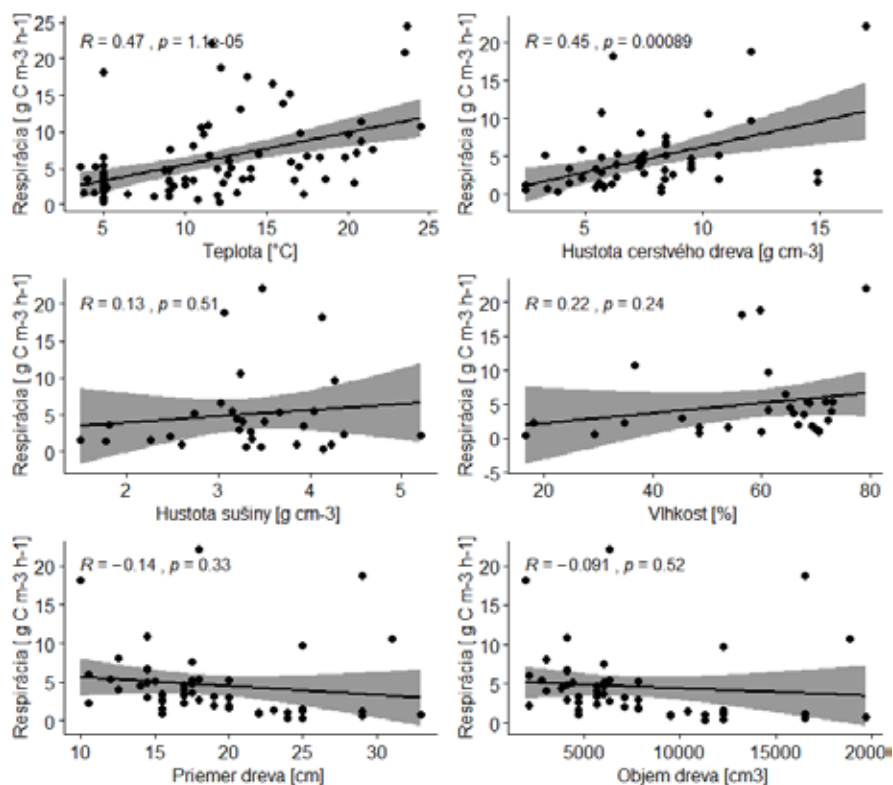 Respirácia [ g C m-3 h-1]
25
20
15
10
5
0
R = 0.47 , p = 1.1e-05
5 10 15 20 25
Teplota [°C]
Respirácia [ g C m-3 h-1]
20
15
10
5
0
R = 0.45 , p = 0.00089
5 10 15
Hustota cerstvého dreva [g cm-3]
Respirácia [ g C m-3 h-1]
20
15
10
5
0
R = 0.13 , p = 0.51
2 3 4 5
Hustota sušiny [g cm-3]
Respirácia [ g C m-3 h-1]
20
15
10
5
0
-5
R = 0.22 , p = 0.24
20 40 60 80
Vlhkost [%]
Respirácia [ g C m-3 h-1]
20
15
10
5
0
R = −0.14 , p = 0.33
10 15 20 25 30
Priemer dreva [cm]
Respirácia [ g C m-3 h-1]
20
15
10
5
0
R = −0.091 , p = 0.52
5000 10000 15000 2000
Objem dreva [cm3]